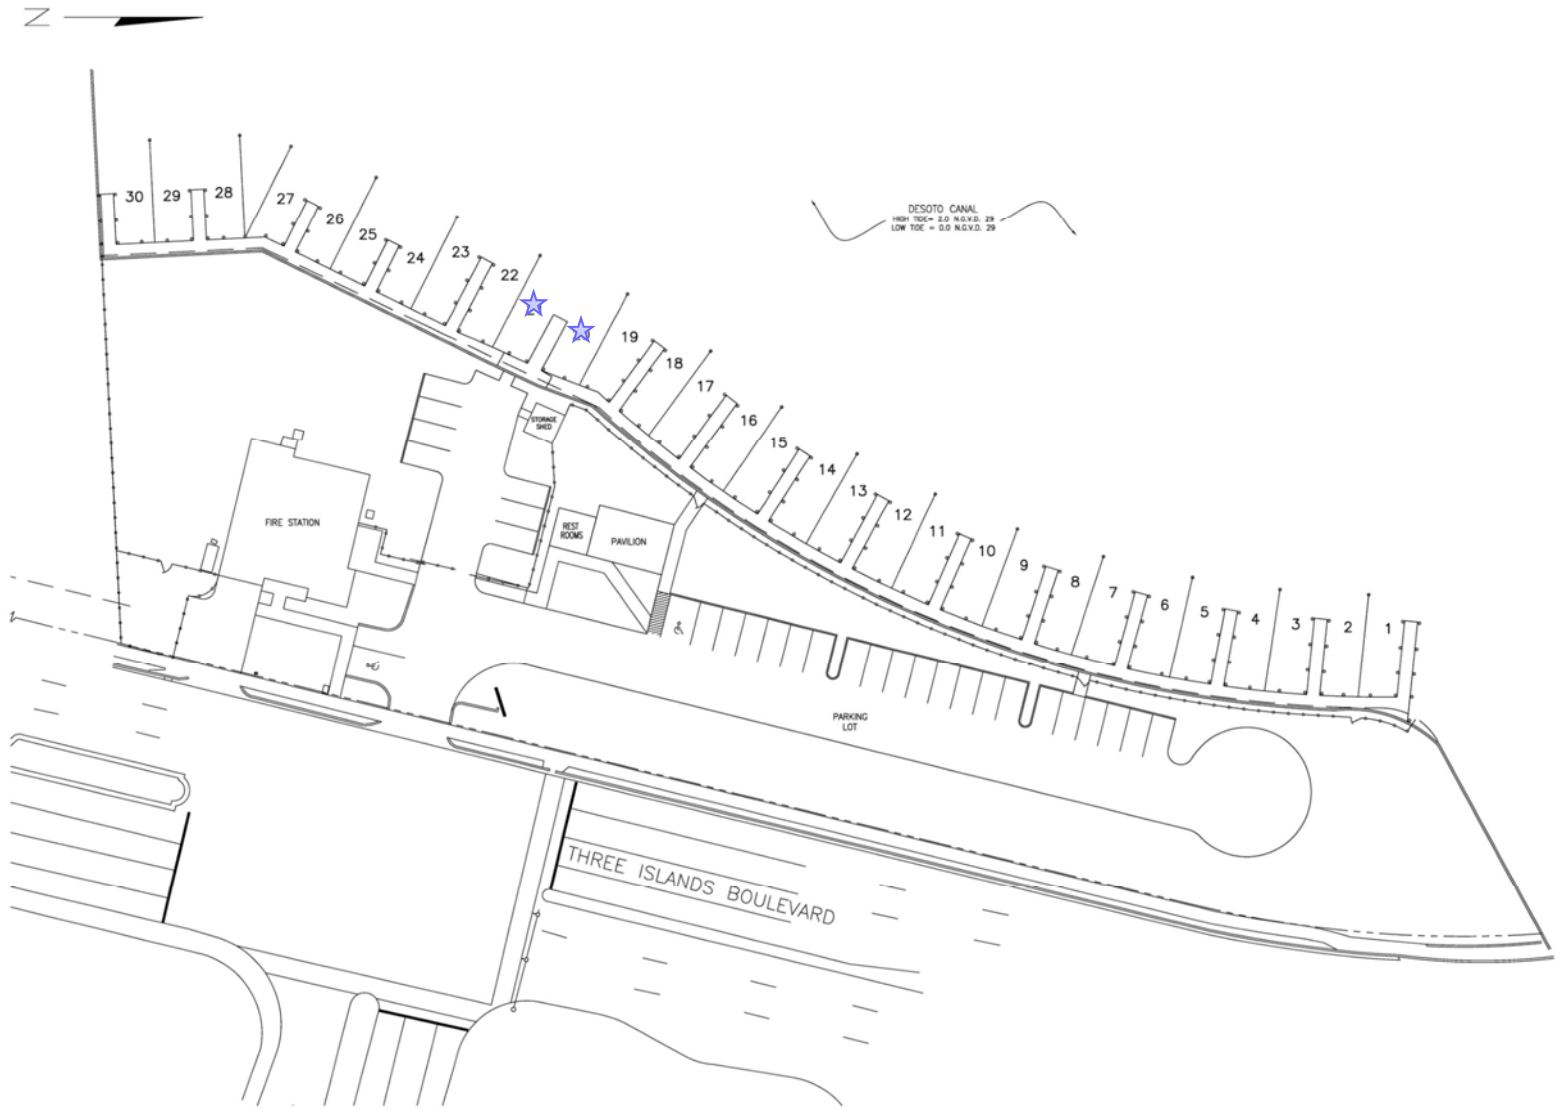 N
30
29
28
27
26
25
24
23
22
19
18
17
16
15
14
13
12
11
10
9
8
7
6
5
4
3
2
1
DESOTO CANAL
HIGH TIDE= 2.0 N.G.V.D. 29
LOW TIDE = 0.0 N.G.V.D. 29
STORAGE
SHED
FIRE STATION
REST
ROOMS
PAVILION
PARKING
LOT
THREE ISLANDS BOULEVARD